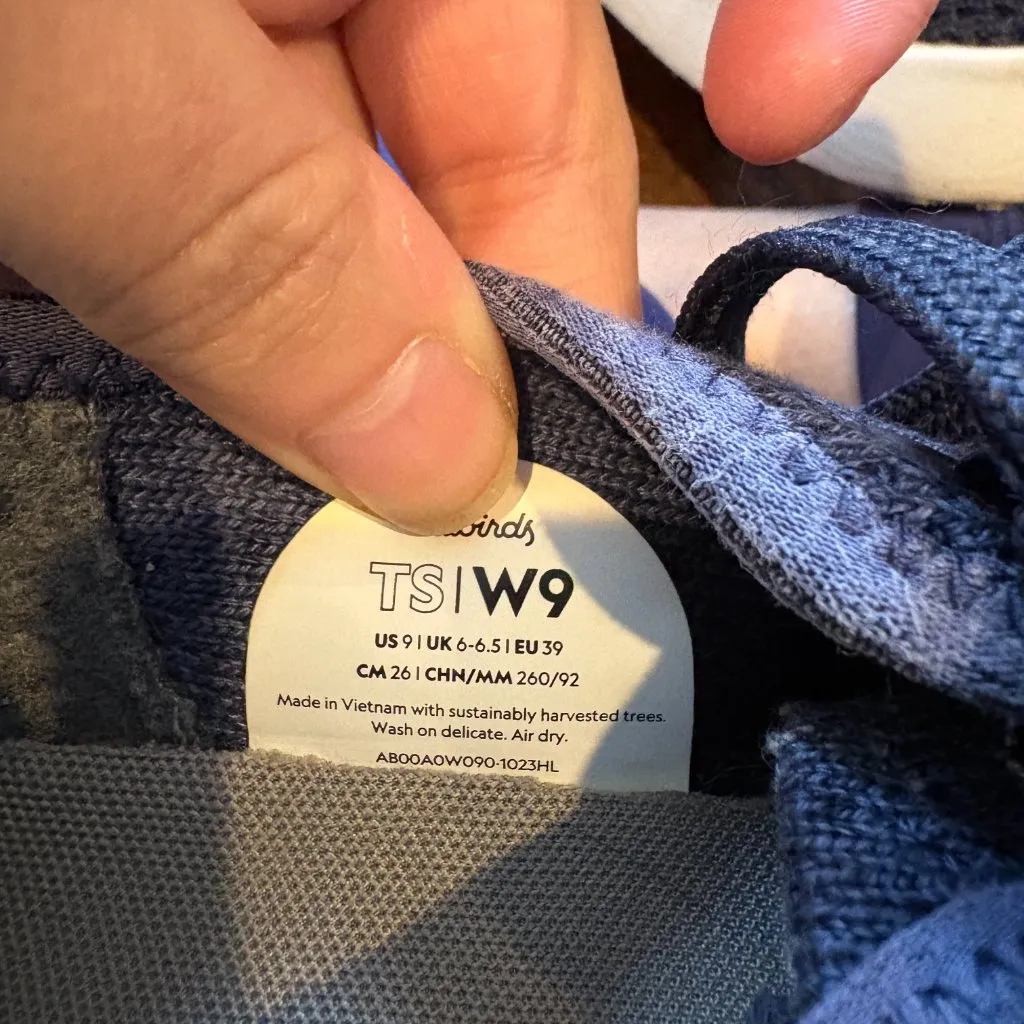 TS | W9
US 9 | UK 6-6.5 | EU 39
CM 26 | CHN/MM 260/92
Made in Vietnam with sustainably harvested trees.
Wash on delicate. Air dry.
AB00A0W090-1023HL